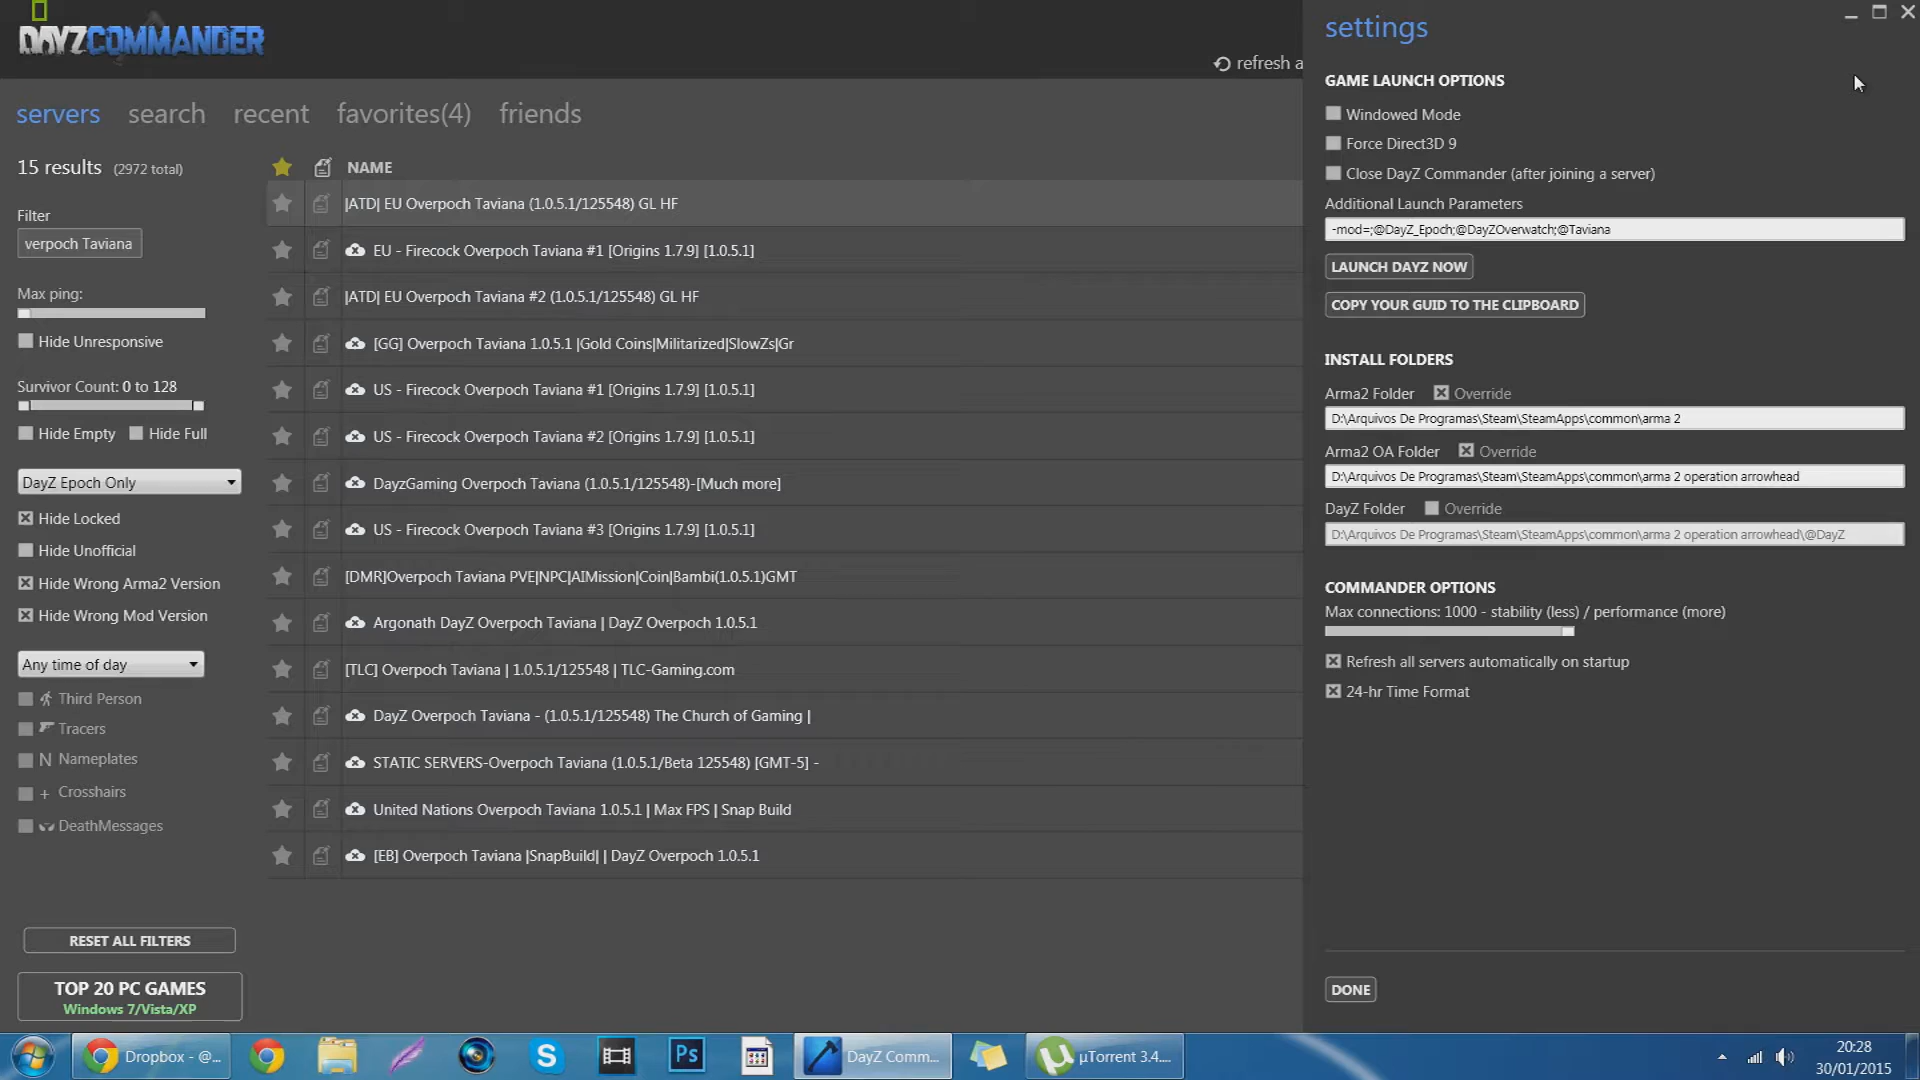 DAYZCOMMANDER
refresh a
servers
search
recent
favorites(4)
friends
15 results (2972 total)
Filter
verpoch Taviana
Max ping:
Hide Unresponsive
Survivor Count: 0 to 128
Hide Empty
Hide Full
DayZ Epoch Only
Hide Locked
Hide Unofficial
Hide Wrong Arma2 Version
Hide Wrong Mod Version
Any time of day
Third Person
Tracers
N Nameplates
Crosshairs
DeathMessages
RESET ALL FILTERS
TOP 20 PC GAMES
Windows 7/Vista/XP
NAME
|ATD| EU Overpoch Taviana (1.0.5.1/125548) GL HF
EU - Firecock Overpoch Taviana #1 [Origins 1.7.9] [1.0.5.1]
|ATD| EU Overpoch Taviana #2 (1.0.5.1/125548) GL HF
[GG] Overpoch Taviana 1.0.5.1 |Gold Coins|Militarized|SlowZs|Gr
US - Firecock Overpoch Taviana #1 [Origins 1.7.9] [1.0.5.1]
US - Firecock Overpoch Taviana #2 [Origins 1.7.9] [1.0.5.1]
DayzGaming Overpoch Taviana (1.0.5.1/125548)-[Much more]
US - Firecock Overpoch Taviana #3 [Origins 1.7.9] [1.0.5.1]
[DMR]Overpoch Taviana PVE|NPC|AIMission|Coin|Bambi(1.0.5.1)GMT
Argonath DayZ Overpoch Taviana | DayZ Overpoch 1.0.5.1
[TLC] Overpoch Taviana | 1.0.5.1/125548 | TLC-Gaming.com
DayZ Overpoch Taviana - (1.0.5.1/125548) The Church of Gaming |
STATIC SERVERS-Overpoch Taviana (1.0.5.1/Beta 125548) [GMT-5] -
United Nations Overpoch Taviana 1.0.5.1 | Max FPS | Snap Build
[EB] Overpoch Taviana |SnapBuild| | DayZ Overpoch 1.0.5.1
settings
GAME LAUNCH OPTIONS
Windowed Mode
Force Direct3D 9
Close DayZ Commander (after joining a server)
Additional Launch Parameters
-mod=;@DayZ_Epoch;@DayZOverwatch;@Taviana
LAUNCH DAYZ NOW
COPY YOUR GUID TO THE CLIPBOARD
INSTALL FOLDERS
Arma2 Folder Override
D:\Arquivos De Programas\Steam\SteamApps\common\arma 2
Arma2 OA Folder Override
D:\Arquivos De Programas\Steam\SteamApps\common\arma 2 operation arrowhead
DayZ Folder Override
D:\Arquivos De Programas\Steam\SteamApps\common\arma 2 operation arrowhead\@DayZ
COMMANDER OPTIONS
Max connections: 1000 - stability (less) / performance (more)
Refresh all servers automatically on startup
24-hr Time Format
DONE
Dropbox - @...
S
Ps
DayZ Comm...
µTorrent 3.4....
20:28
30/01/2015